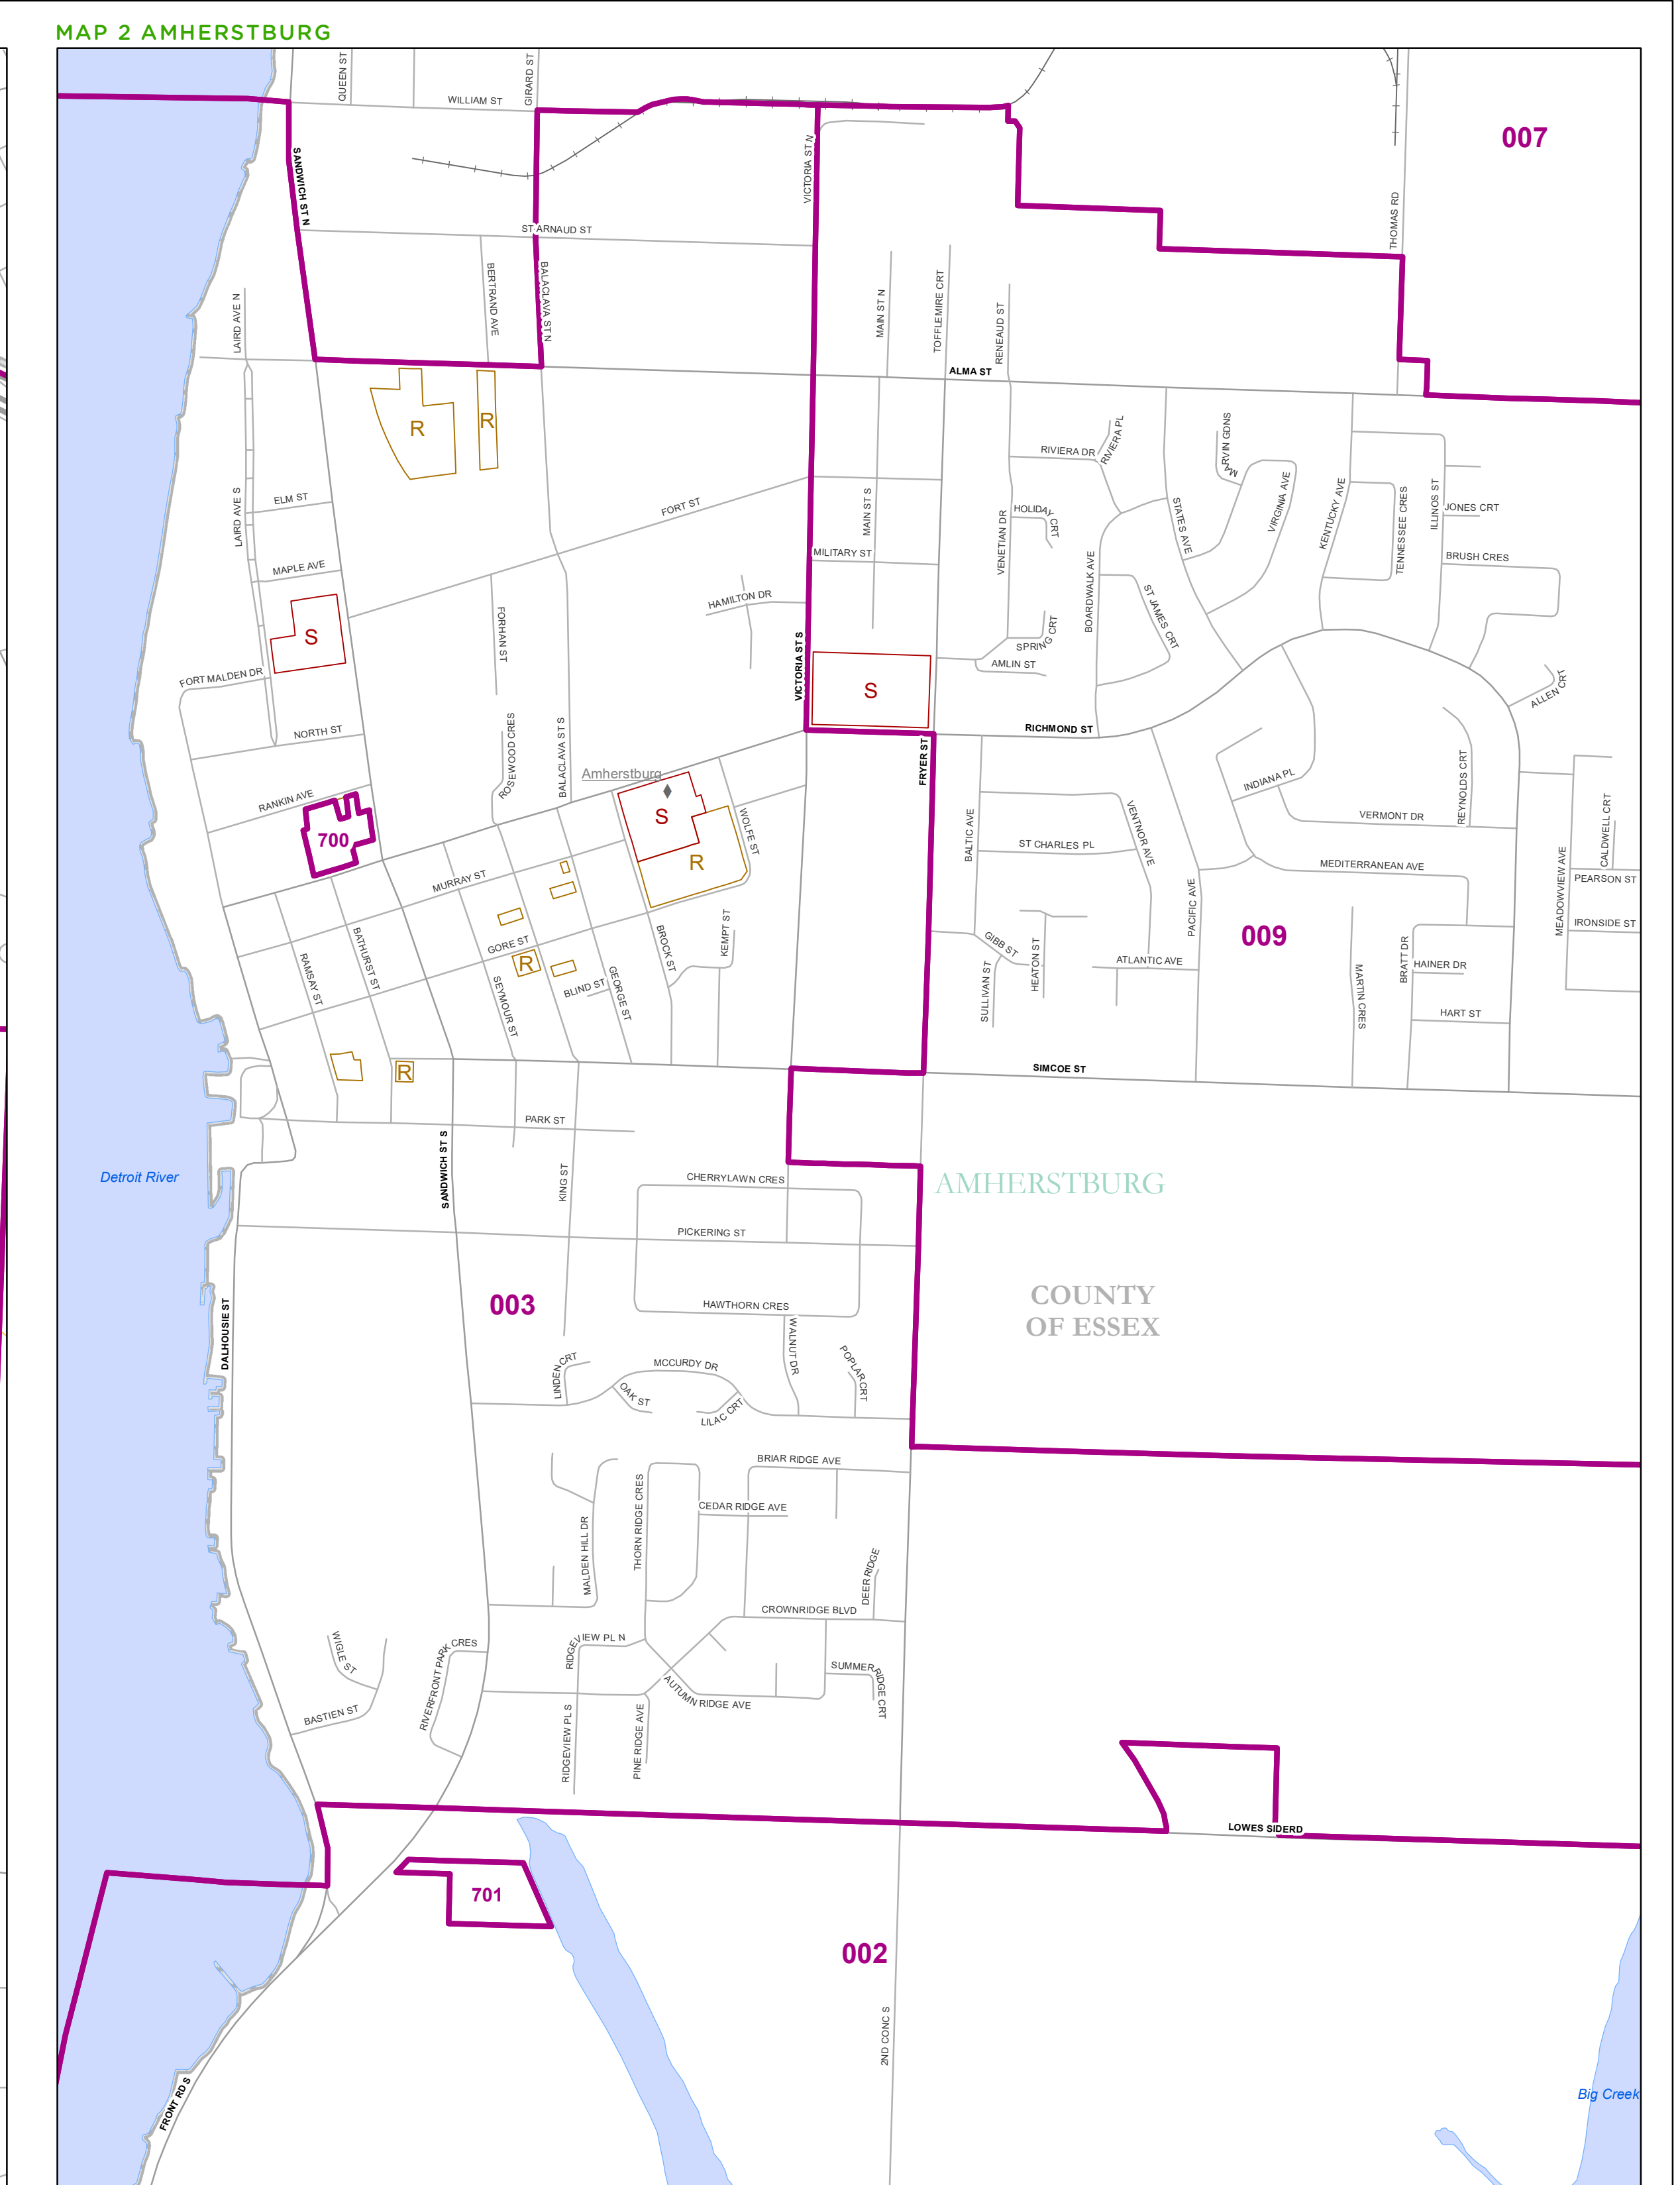 MAP 2 AMHERSTBURG
QUEEN ST
GIRARD ST
WILLIAM ST
007
SANDWICH ST N
VICTORIA ST N
THOMAS RD
ST ARNAUD ST
BERTRAND AVE
BALACLAVA ST N
LAIRD AVE N
MAIN ST N
TOFFLEMIRE CRT
RENEAUD ST
ALMA ST
R
R
RIVIERA DR
RIVIERA PL
MARVIN GDNS
ELM ST
LAIRD AVE S
FORT ST
MAIN ST S
VENETIAN DR
HOLIDAY CRT
STATES AVE
VIRGINIA AVE
KENTUCKY AVE
TENNESSEE CRES
ILLINOIS ST
JONES CRT
MAPLE AVE
MILITARY ST
BOARDWALK AVE
BRUSH CRES
HAMILTON DR
FORHAN ST
ST JAMES CRT
S
SPRING CRT
AMLIN ST
FORT MALDEN DR
VICTORIA ST S
S
ALLEN CRT
NORTH ST
ROSEWOOD CRES
BALACLAVA ST S
RICHMOND ST
FRYER ST
Amherstburg
INDIANA PL
REYNOLDS CRT
RANKIN AVE
700
S
WOLFE ST
BALTIC AVE
VENTNOR AVE
VERMONT DR
CALDWELL CRT
ST CHARLES PL
R
MEDITERRANEAN AVE
MEADOWVIEW AVE
PEARSON ST
MURRAY ST
PACIFIC AVE
IRONSIDE ST
BATHURST ST
GORE ST
BROCK ST
KEMPT ST
GIBB ST
HEATON ST
009
BRATT DR
HAINER DR
RAMSAY ST
R
SEYMOUR ST
BLIND ST
GEORGE ST
SULLIVAN ST
ATLANTIC AVE
MARTIN CRES
HART ST
R
SIMCOE ST
PARK ST
Detroit River
SANDWICH ST S
KING ST
CHERRYLAWN CRES
AMHERSTBURG
PICKERING ST
003
HAWTHORN CRES
COUNTY
OF ESSEX
DALHOUSIE ST
WALNUT DR
LINDEN CRT
MCCURDY DR
POPLAR CRT
OAK ST
LILAC CRT
BRIAR RIDGE AVE
THORN RIDGE CRES
CEDAR RIDGE AVE
MALDEN HILL DR
DEER RIDGE
CROWNRIDGE BLVD
WIGLE ST
RIVERFRONT PARK CRES
RIDGEVIEW PL N
SUMMER RIDGE CRT
AUTUMN RIDGE AVE
BASTIEN ST
RIDGEVIEW PL S
PINE RIDGE AVE
LOWES SIDERD
701
002
2ND CONC S
FRONT RD S
Big Creek